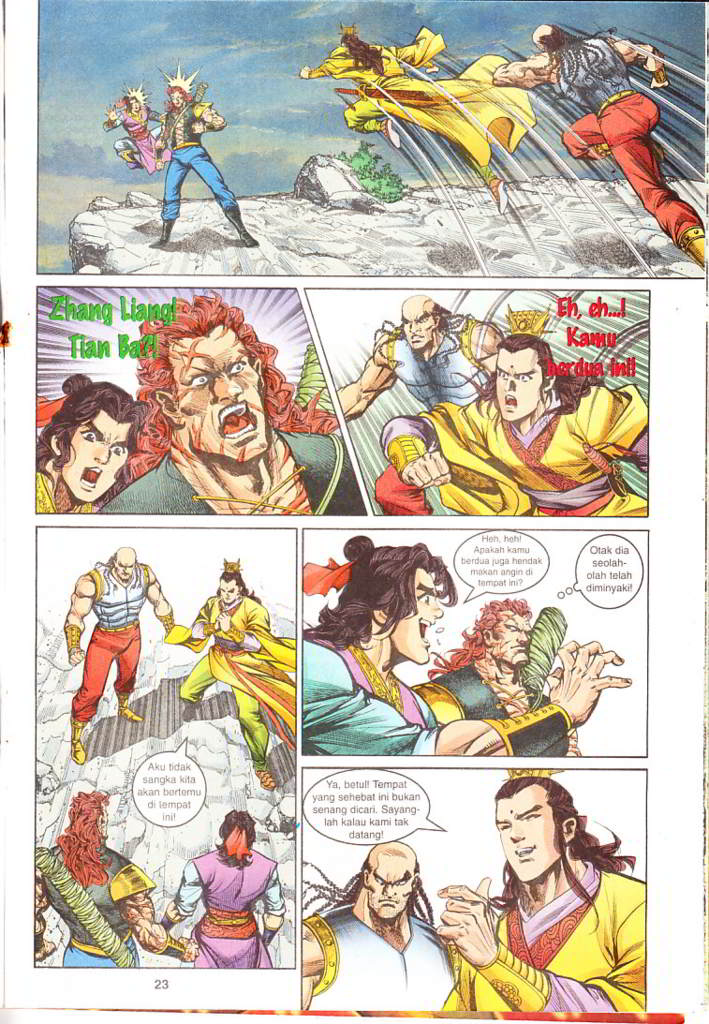 Zhang Liang!
Tian Ba?!
Eh, eh...!
Kamu
berdua ini!
Aku tidak
sangka kita
akan bertemu
di tempat
ini!
Heh, heh!
Apakah kamu
berdua juga hendak
makan angin di
tempat ini?
Otak dia
seolah-
olah telah
diminyaki!
Ya, betul! Tempat
yang sehebat ini bukan
senang dicari. Sayang-
lah kalau kami tak
datang!
23